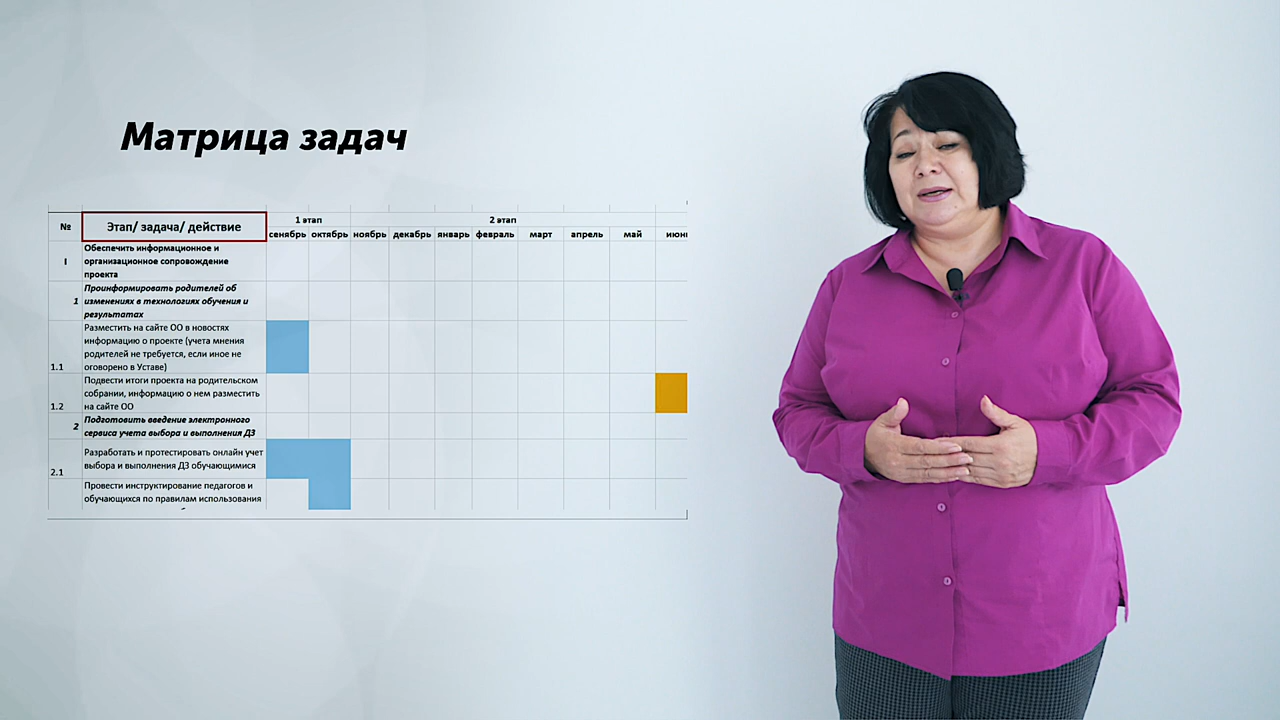 Матрица задач
№ Этап/ задача/ действие 1 этап 2 этап
сенябрь октябрь ноябрь декабрь январь февраль март апрель май июнь
I Обеспечить информационное и
организационное сопровождение
проекта
1 Проинформировать родителей об
изменениях в технологиях обучения и
результатах
Разместить на сайте ОО в новостях
информацию о проекте (учета мнения
родителей не требуется, если иное не
1.1 оговорено в Уставе)
Подвести итоги проекта на родительском
собрании, информацию о нем разместить
1.2 на сайте ОО
2 Подготовить введение электронного
сервиса учета выбора и выполнения ДЗ
Разработать и протестировать онлайн учет
2.1 выбора и выполнения ДЗ обучающимися
Провести инструктирование педагогов и
обучающихся по правилам использования